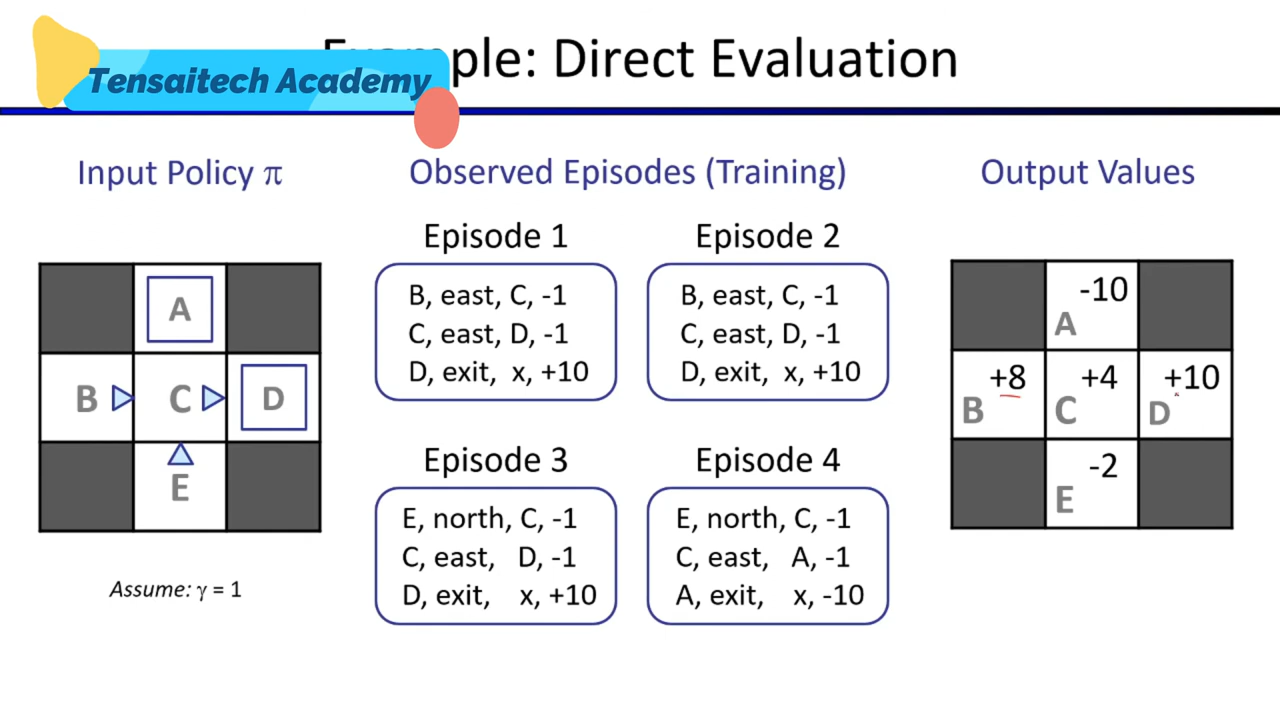 Tensaitech Academy
ple: Direct Evaluation
Input Policy π
Observed Episodes (Training)
Output Values
A
B
C
D
E
Assume: γ = 1
Episode 1
B, east, C, -1
C, east, D, -1
D, exit, x, +10
Episode 2
B, east, C, -1
C, east, D, -1
D, exit, x, +10
Episode 3
E, north, C, -1
C, east, D, -1
D, exit, x, +10
Episode 4
E, north, C, -1
C, east, A, -1
A, exit, x, -10
-10
A
+8
B
+4
C
+10
D
-2
E